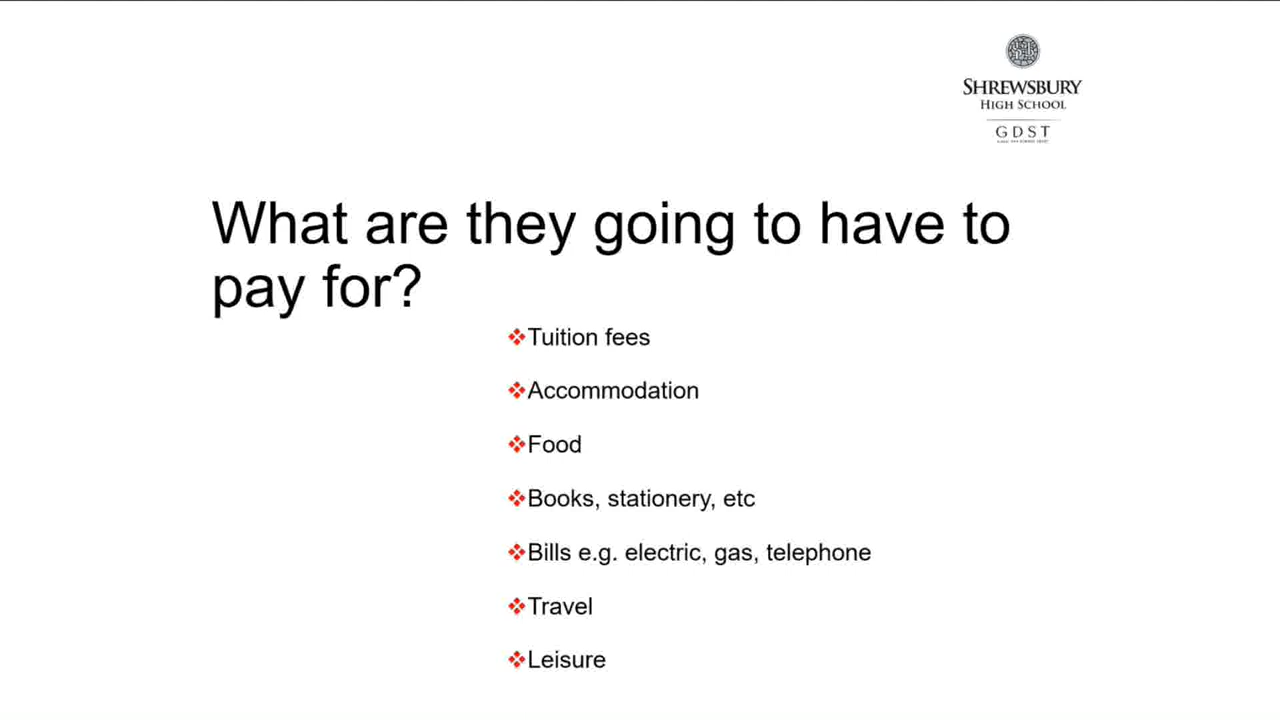 SHREWSBURY
HIGH SCHOOL
GDST
What are they going to have to
pay for?
Tuition fees
Accommodation
Food
Books, stationery, etc
Bills e.g. electric, gas, telephone
Travel
Leisure